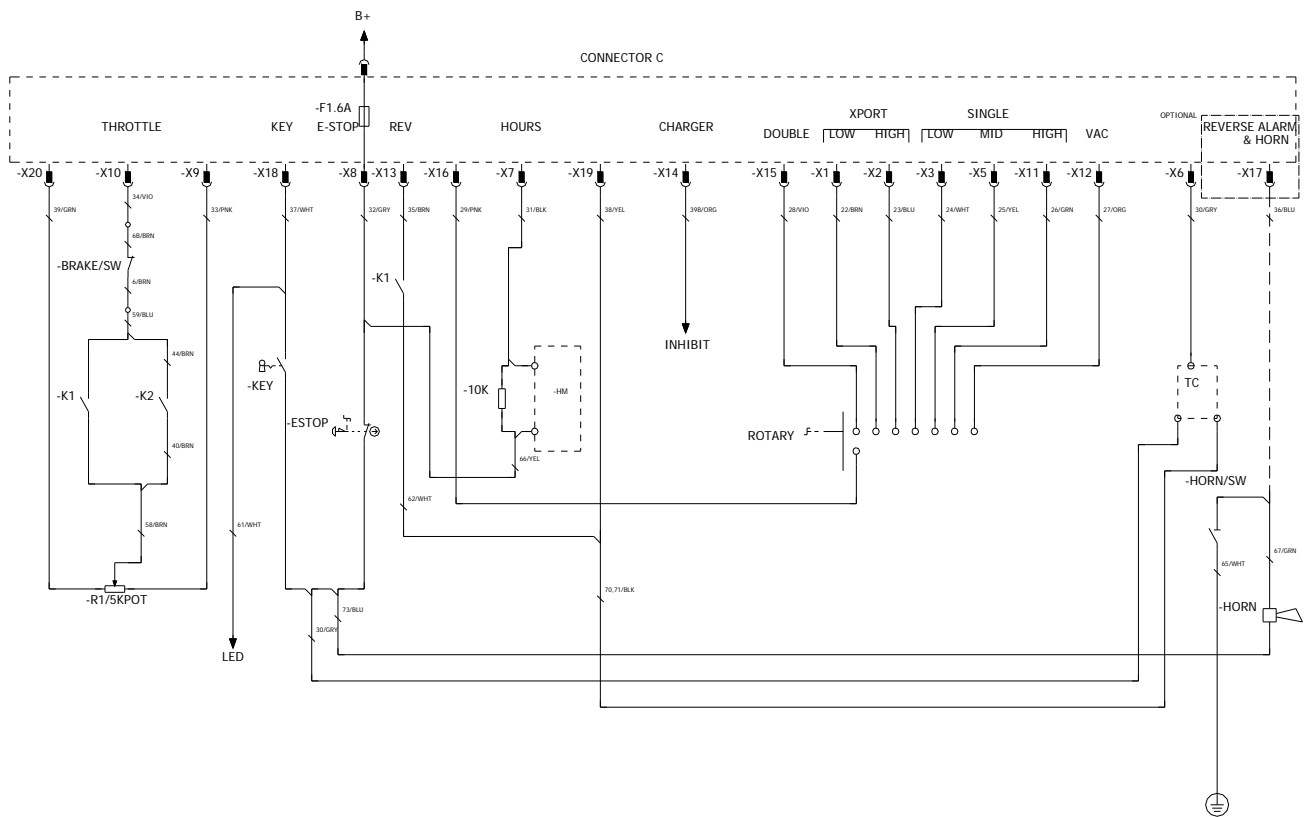 B+
CONNECTOR C
-F1.6A
THROTTLE KEY E-STOP REV HOURS CHARGER DOUBLE XPORT SINGLE VAC OPTIONAL REVERSE ALARM
LOW HIGH LOW MID HIGH & HORN
-X20 -X10 -X9 -X18 -X8 -X13 -X16 -X7 -X19 -X14 -X15 -X1 -X2 -X3 -X5 -X11 -X12 -X6 -X17
34/VIO
39/GRN 33/PNK 37/WHT 32/GRY 35/BRN 29/PNK 31/BLK 38/YEL 39B/ORG 28/VIO 22/BRN 23/BLU 24/WHT 25/YEL 26/GRN 27/ORG 30/GRY 36/BLU
68/BRN
-BRAKE/SW
6/BRN
-K1
59/BLU
INHIBIT
44/BRN
-KEY
-10K
-HM
TC
-K1 -K2
-ESTOP
ROTARY
40/BRN
66/YEL
-HORN/SW
62/WHT
58/BRN
61/WHT
67/GRN
65/WHT
-R1/5KPOT
70,71/BLK
73/BLU
-HORN
30/GRY
LED